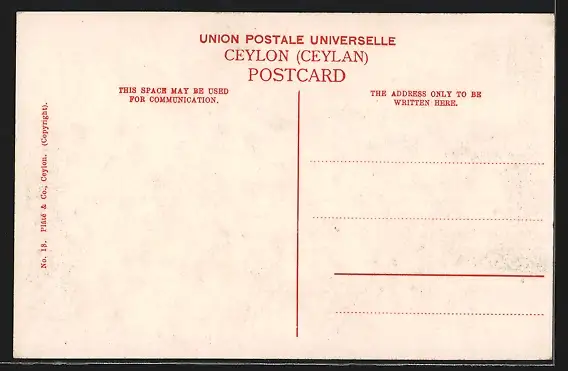 UNION POSTALE UNIVERSELLE
CEYLON (CEYLAN)
POSTCARD
THIS SPACE MAY BE USED
FOR COMMUNICATION.
THE ADDRESS ONLY TO BE
WRITTEN HERE.
No. 18. Plâté & Co., Ceylon. (Copyright).